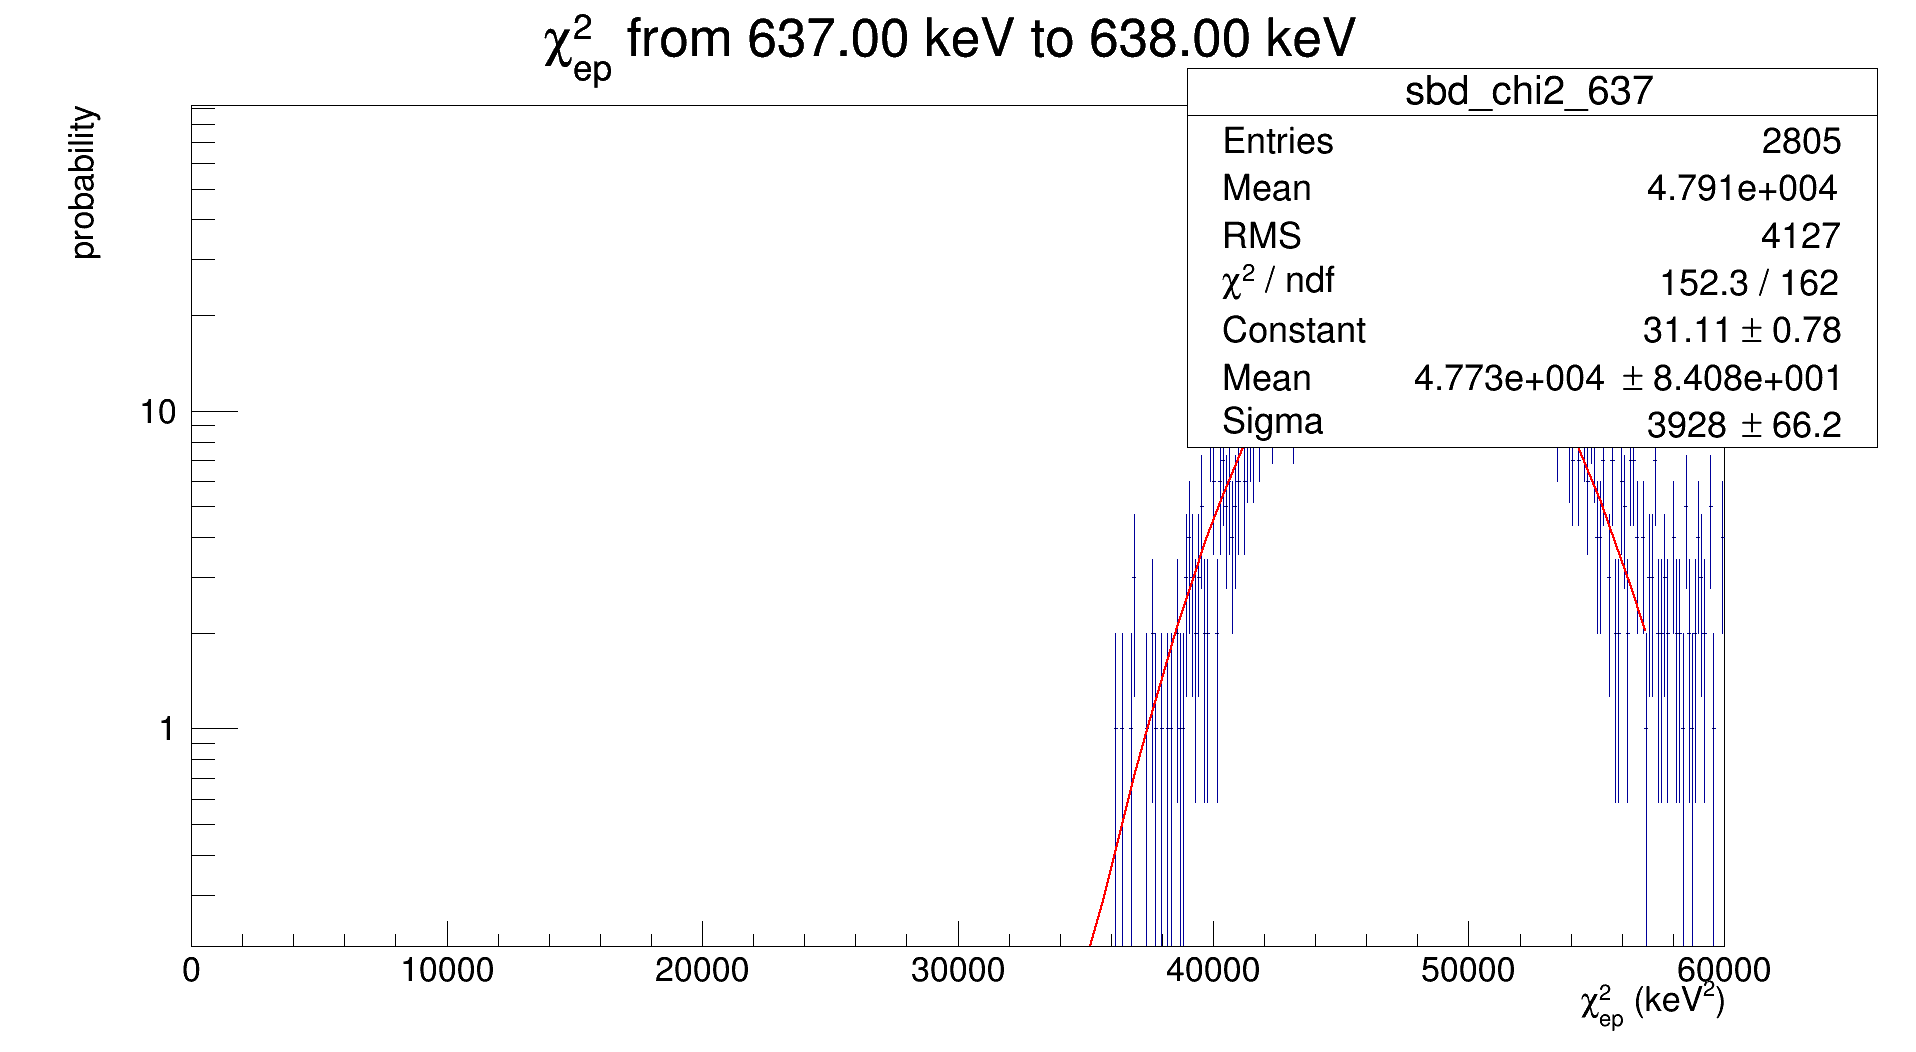 χ²ep from 637.00 keV to 638.00 keV
probability
sbd_chi2_637
Entries 2805
Mean 4.791e+004
RMS 4127
χ² / ndf 152.3 / 162
Constant 31.11 ± 0.78
Mean 4.773e+004 ± 8.408e+001
Sigma 3928 ± 66.2
10
1
0 10000 20000 30000 40000 50000 60000
χ²ep (keV²)